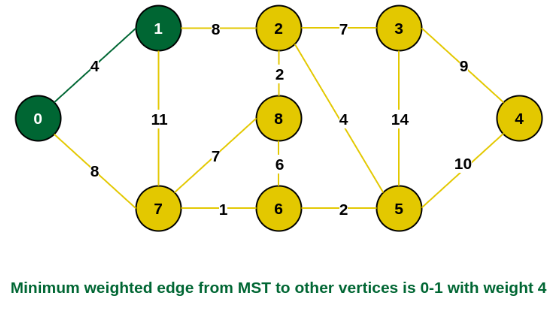 1 8 2 7 3
4 9
2
0 11 8 4 14 4
7 6
8 10
7 1 6 2 5
Minimum weighted edge from MST to other vertices is 0-1 with weight 4